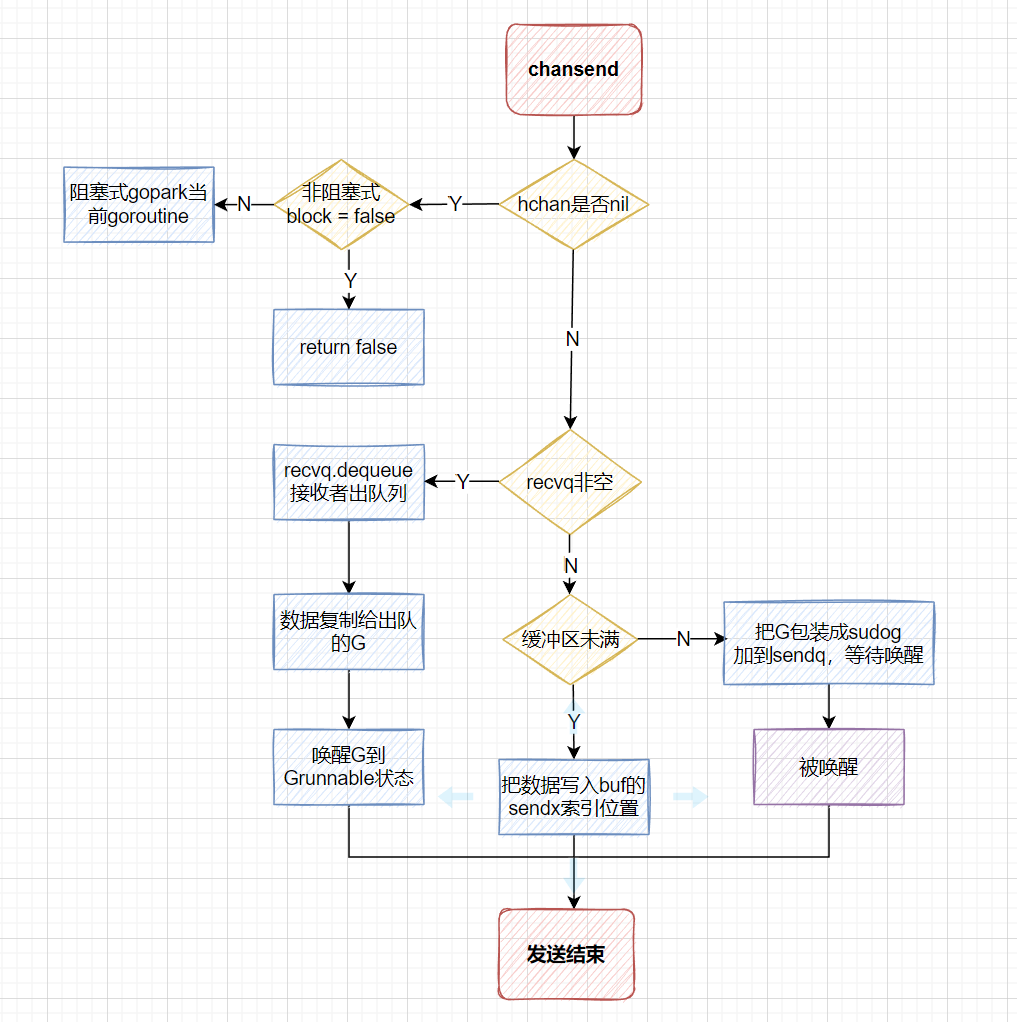 chansend
hchan是否nil
Y
非阻塞式
block = false
N
阻塞式gopark当
前goroutine
Y
return false
N
recvq非空
Y
recvq.dequeue
接收者出队列
N
数据复制给出队
的G
缓冲区未满
N
把G包装成sudog
加到sendq，等待唤醒
Y
唤醒G到
Grunnable状态
把数据写入buf的
sendx索引位置
被唤醒
发送结束